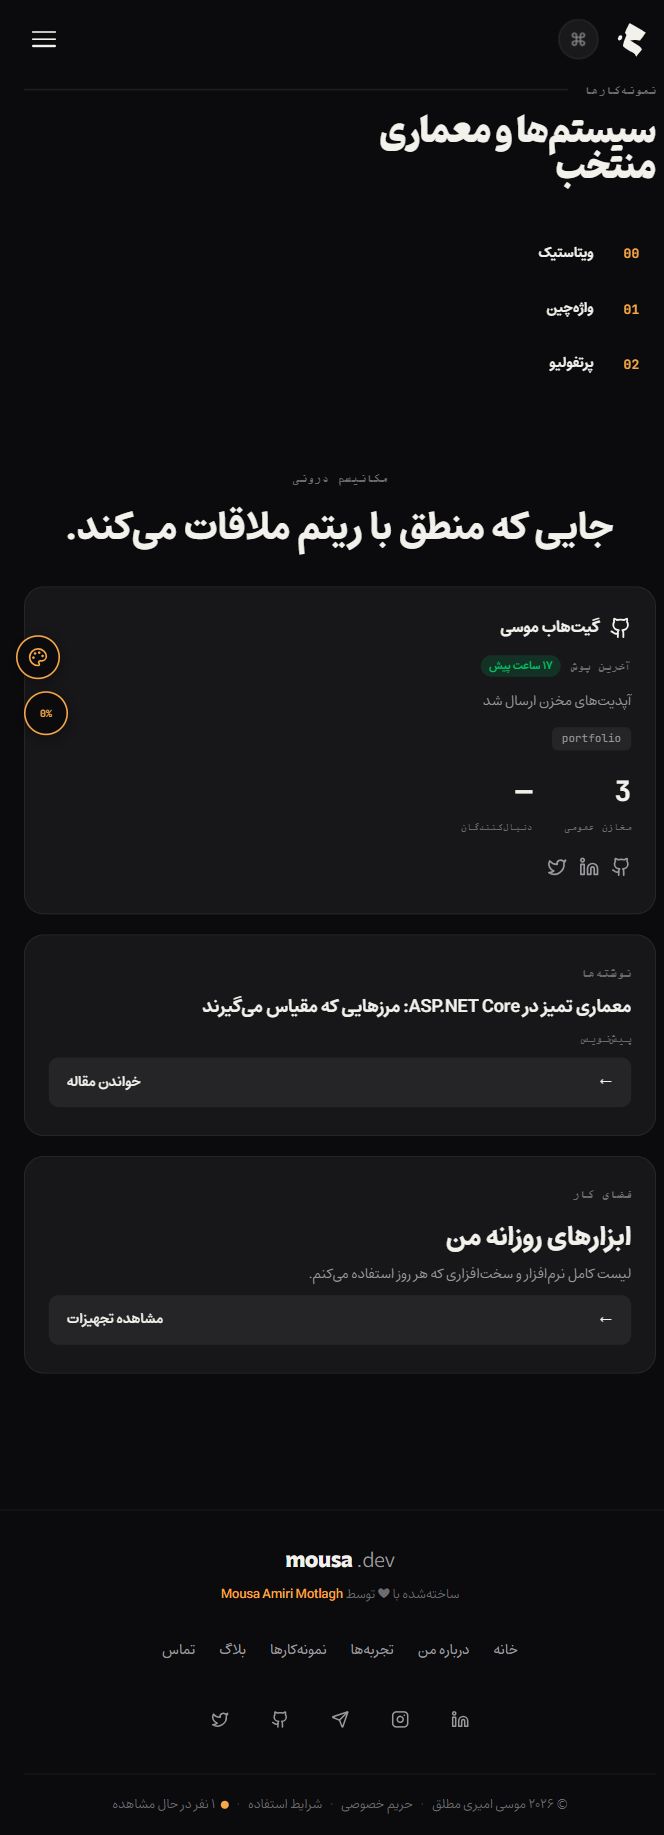 ⌘
نمونه‌کارها
سیستم‌ها و معماری
منتخب
00 ویتاستیک
01 واژه‌چین
02 پرتفولیو
مکانیسم درونی
جایی که منطق با ریتم ملاقات می‌کند.
گیت‌هاب موسی
آخرین پوش ۱۷ ساعت پیش
آپدیت‌های مخزن ارسال شد
portfolio
0%
3 —
مخازن عمومی دنبال‌کنندگان
نوشته‌ها
معماری تمیز در ASP.NET Core: مرزهایی که مقیاس می‌گیرند
پیش‌نویس
← خواندن مقاله
فضای کار
ابزارهای روزانه من
لیست کامل نرم‌افزار و سخت‌افزاری که هر روز استفاده می‌کنم.
← مشاهده تجهیزات
mousa .dev
ساخته‌شده با ♥ توسط Mousa Amiri Motlagh
خانه درباره من تجربه‌ها نمونه‌کارها بلاگ تماس
© ۲۰۲۶ موسی امیری مطلق · حریم خصوصی · شرایط استفاده · ● ۱ نفر در حال مشاهده